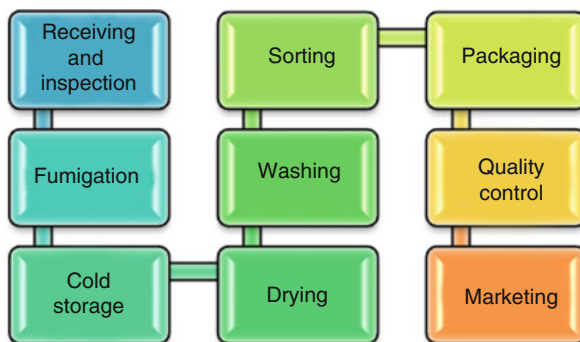 Receiving
and
inspection
Fumigation
Cold
storage
Drying
Washing
Sorting
Packaging
Quality
control
Marketing